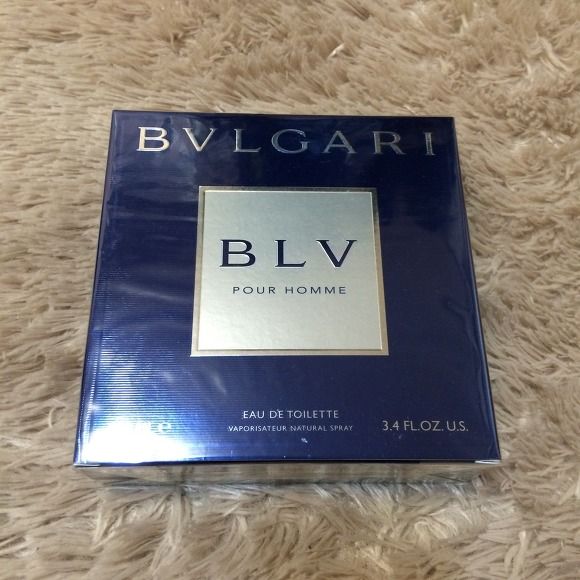 BVLGARI
BLV
POUR HOMME
EAU DE TOILETTE
VAPORISATEUR NATURAL SPRAY
3.4 FL.OZ. U.S.